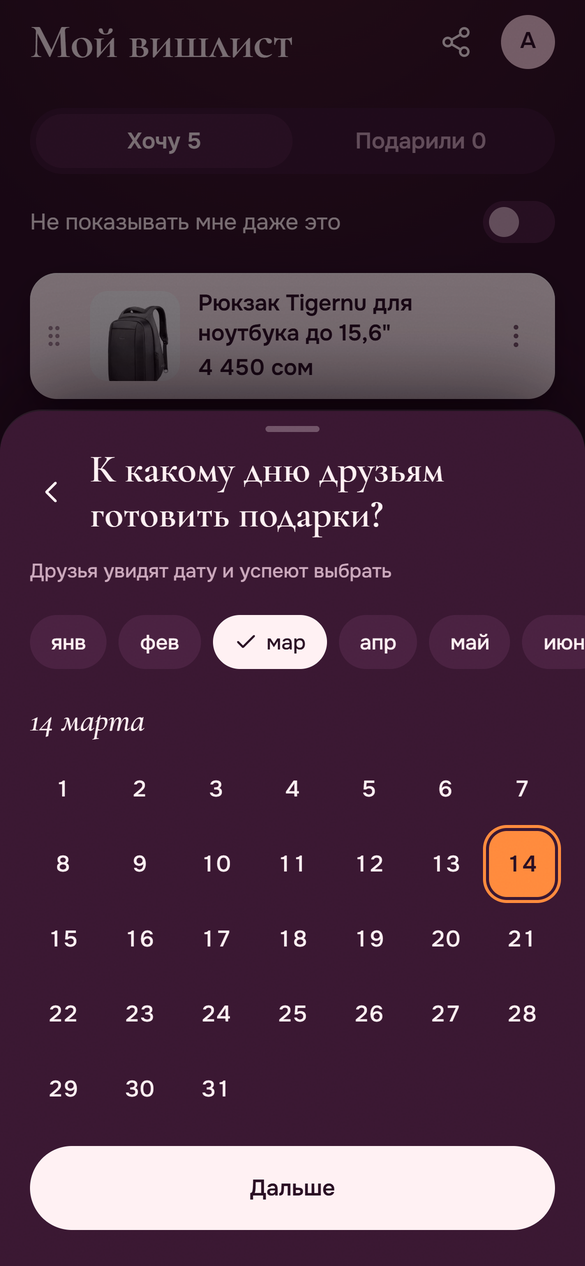 Мой вишлист
А
Хочу 5
Подарили 0
Не показывать мне даже это
Рюкзак Tigernu для
ноутбука до 15,6"
4 450 сом
К какому дню друзьям
готовить подарки?
Друзья увидят дату и успеют выбрать
янв фев мар апр май июн
14 марта
1 2 3 4 5 6 7
8 9 10 11 12 13 14
15 16 17 18 19 20 21
22 23 24 25 26 27 28
29 30 31
Дальше